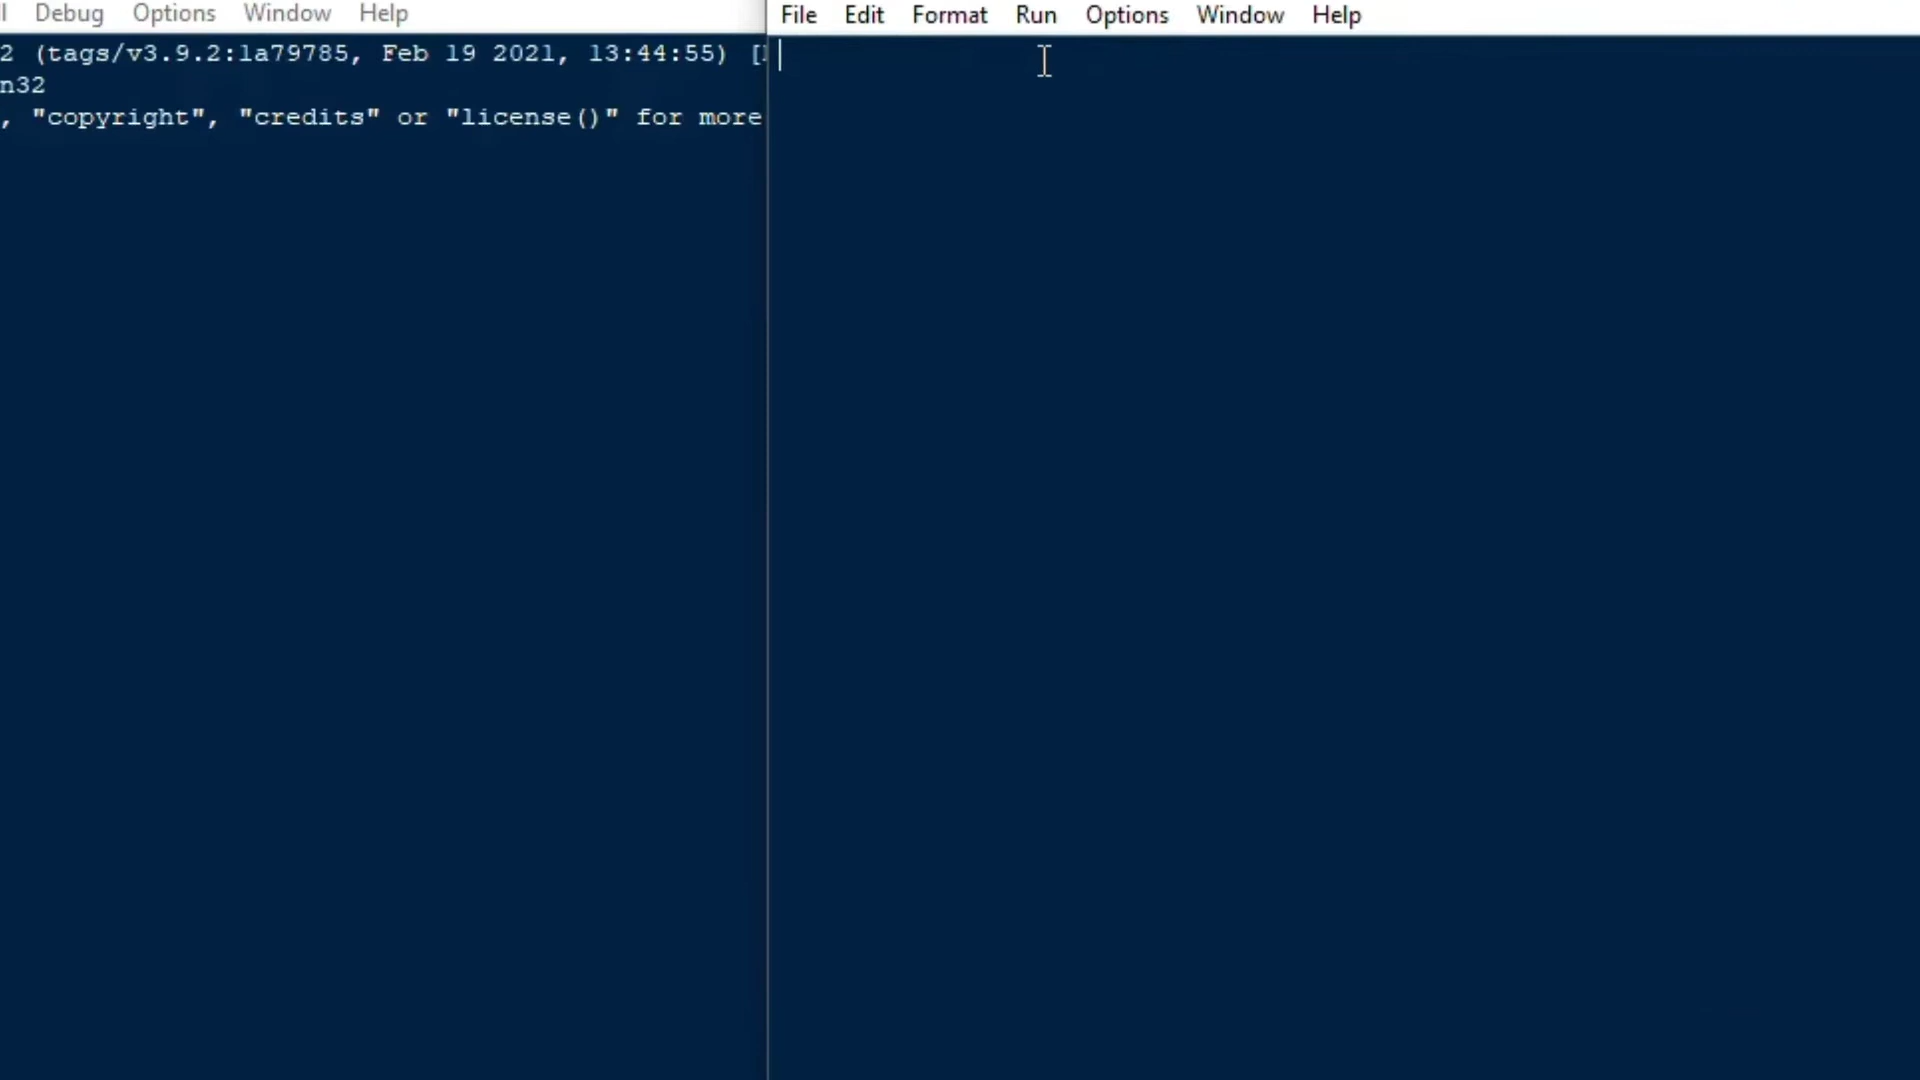 Debug Options Window Help
2 (tags/v3.9.2:1a79785, Feb 19 2021, 13:44:55) [
n32
, "copyright", "credits" or "license()" for more
File Edit Format Run Options Window Help